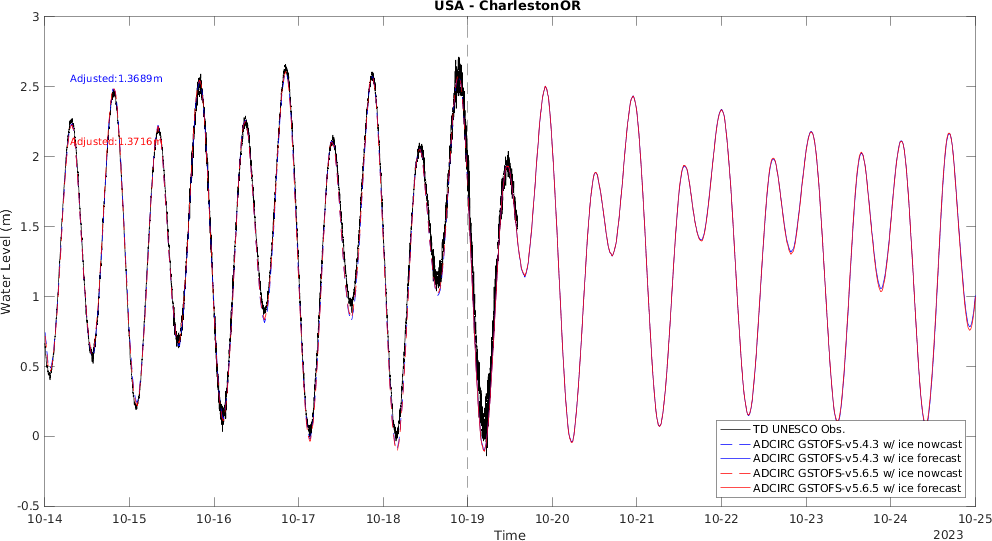 USA - CharlestonOR
3
2.5
2
1.5
1
0.5
0
-0.5
Water Level (m)
Adjusted:1.3689m
Adjusted:1.3716m
TD UNESCO Obs.
ADCIRC GSTOFS-v5.4.3 w/ ice nowcast
ADCIRC GSTOFS-v5.4.3 w/ ice forecast
ADCIRC GSTOFS-v5.6.5 w/ ice nowcast
ADCIRC GSTOFS-v5.6.5 w/ ice forecast
10-14 10-15 10-16 10-17 10-18 10-19 10-20 10-21 10-22 10-23 10-24 10-25
Time
2023